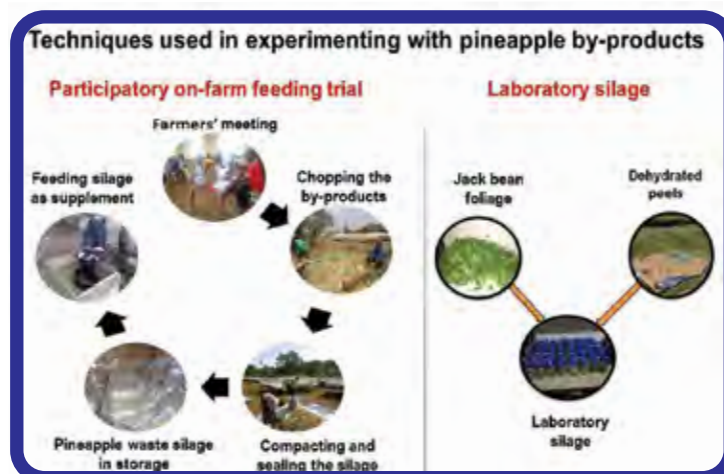 Techniques used in experimenting with pineapple by-products
Participatory on-farm feeding trial
Farmers' meeting
Chopping the
by-products
Compacting and
sealing the silage
Pineapple waste silage
in storage
Feeding silage
as supplement
Laboratory silage
Jack bean
foliage
Dehydrated
peels
Laboratory
silage